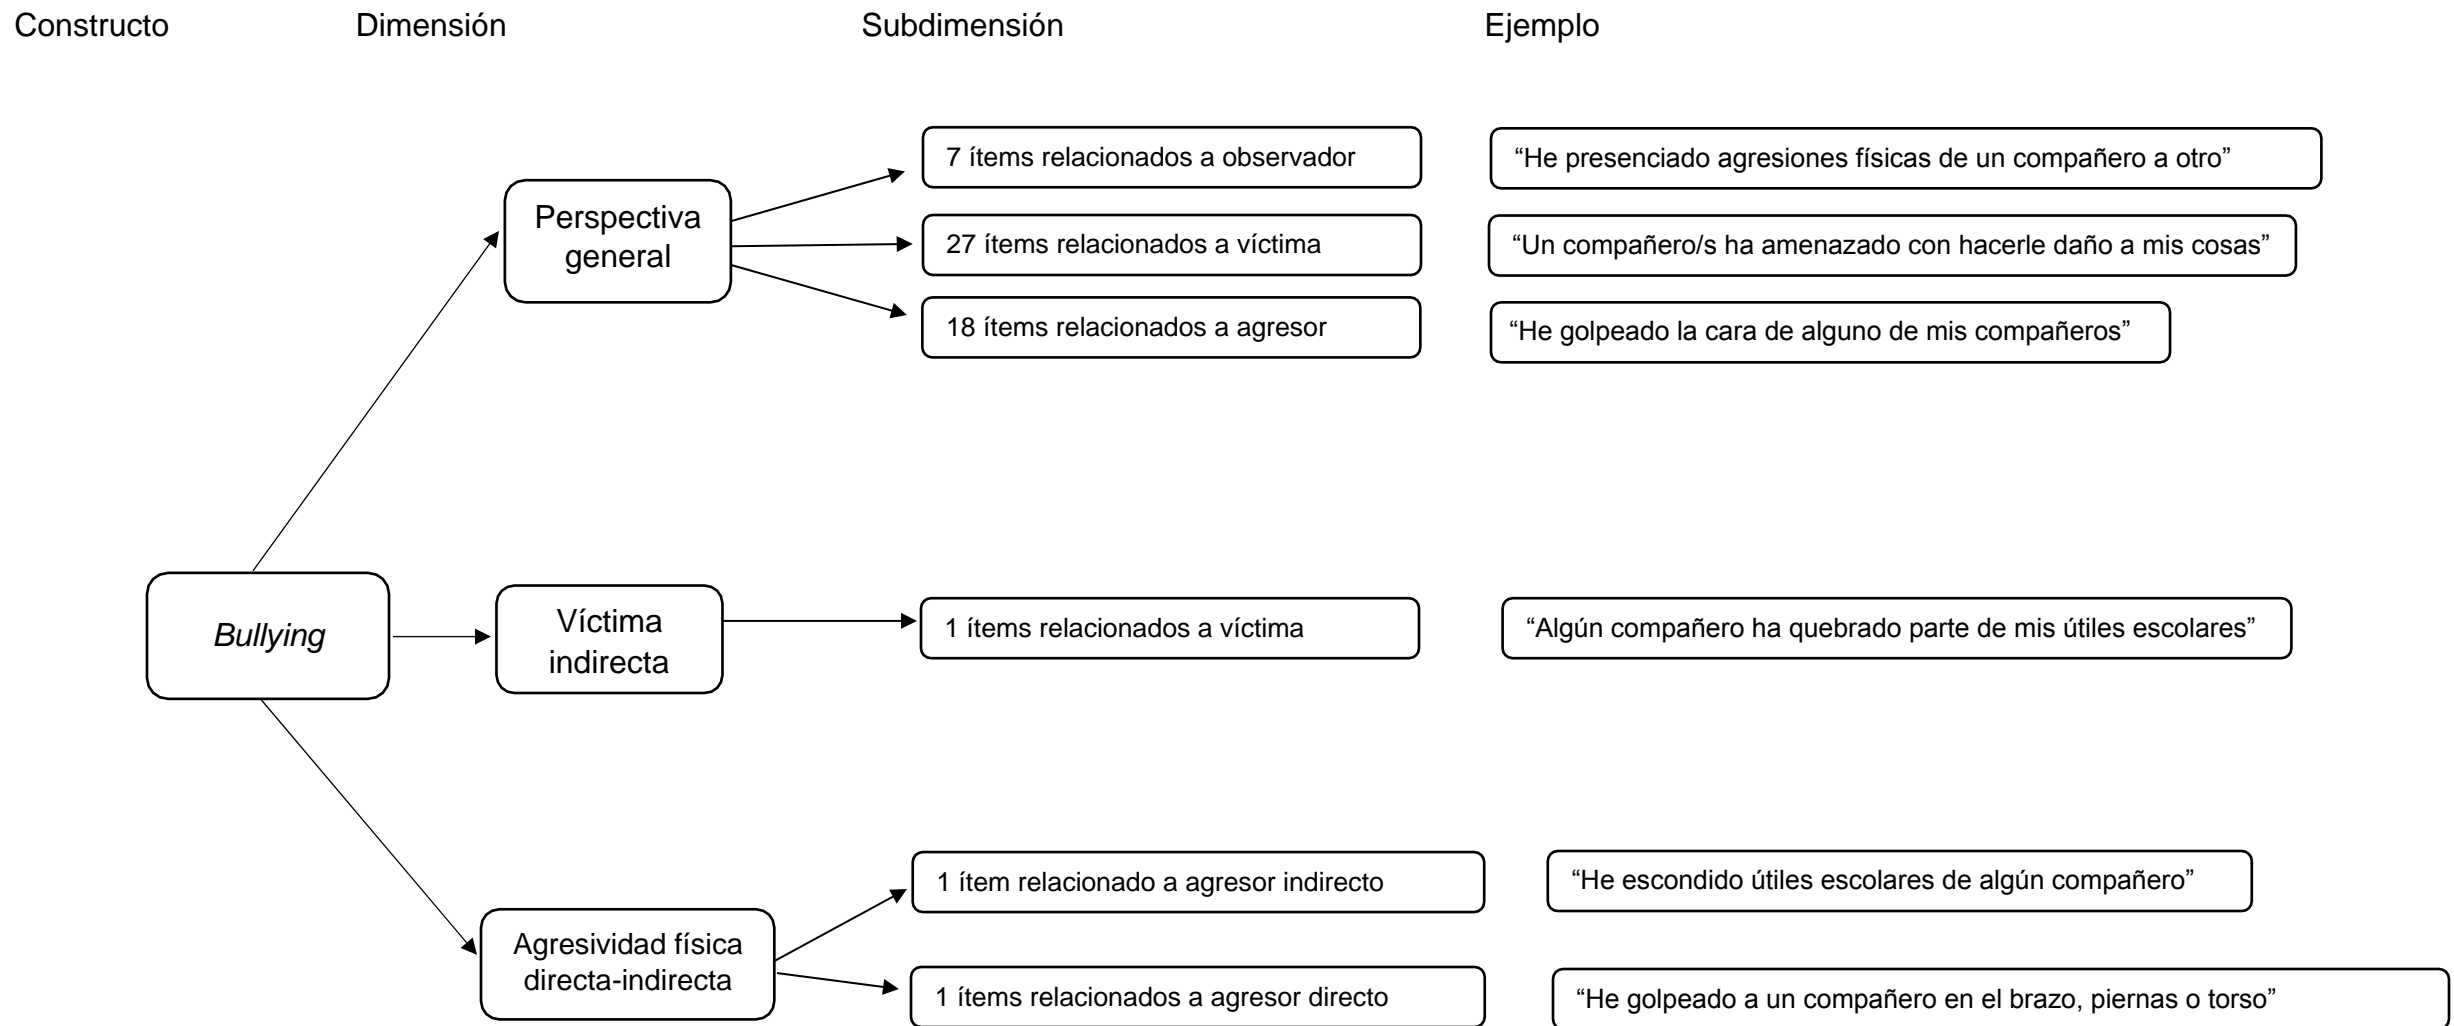 Constructo Dimensión Subdimensión Ejemplo
Perspectiva
general
7 ítems relacionados a observador
“He presenciado agresiones físicas de un compañero a otro”
27 ítems relacionados a víctima
“Un compañero/s ha amenazado con hacerle daño a mis cosas”
18 ítems relacionados a agresor
“He golpeado la cara de alguno de mis compañeros”
Bullying
Víctima
indirecta
1 ítems relacionados a víctima
“Algún compañero ha quebrado parte de mis útiles escolares”
Agresividad física
directa-indirecta
1 ítem relacionado a agresor indirecto
“He escondido útiles escolares de algún compañero”
1 ítems relacionados a agresor directo
“He golpeado a un compañero en el brazo, piernas o torso”